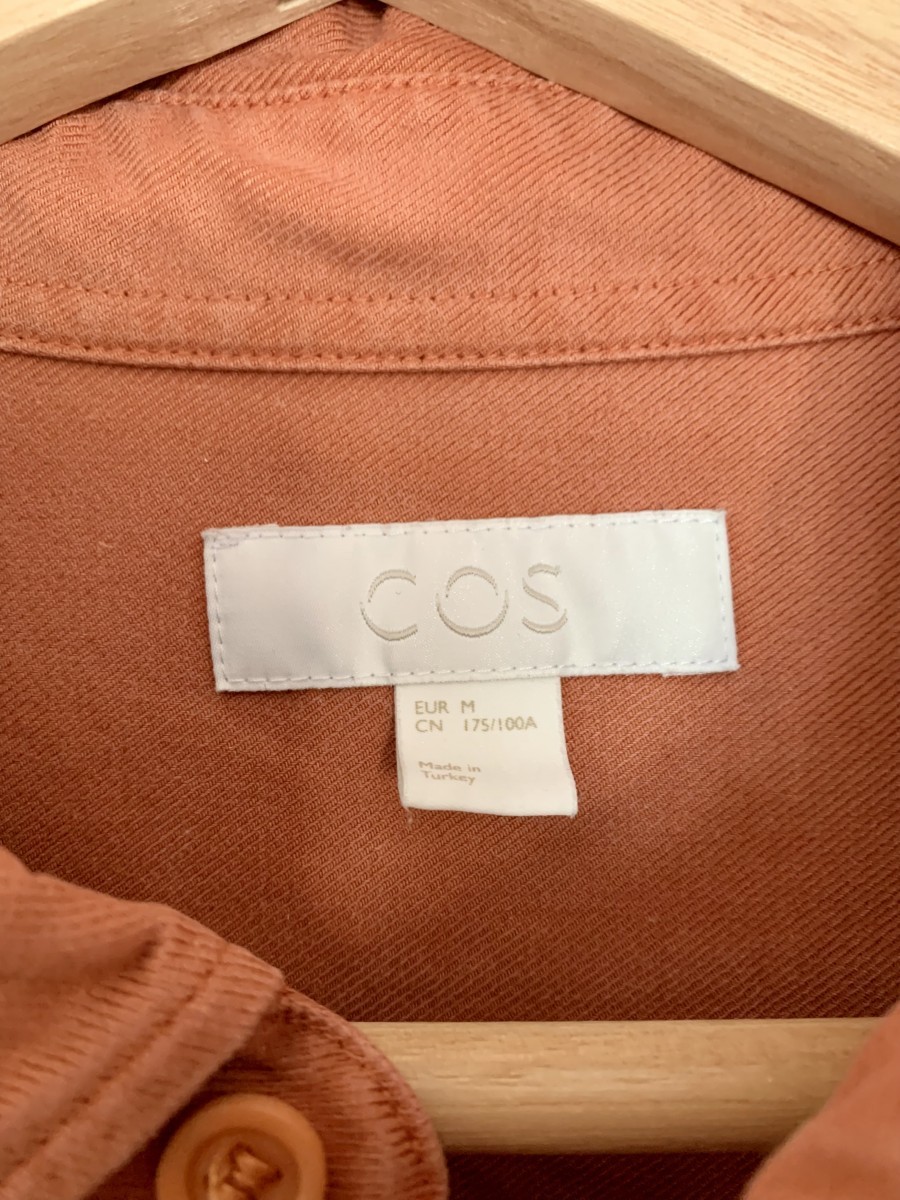 COS
EUR M
CN 175/100A
Made in
Turkey